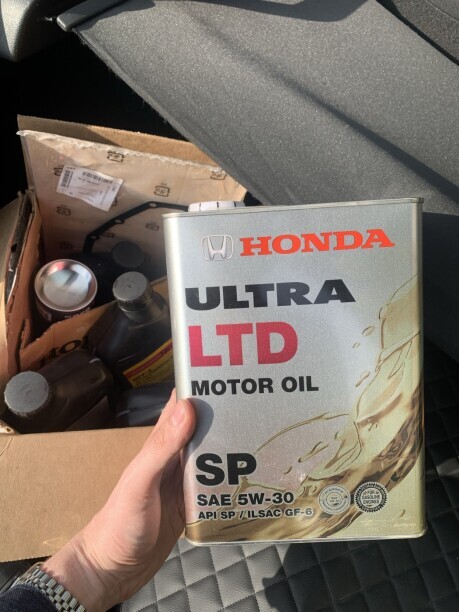 HONDA
ULTRA
LTD
MOTOR OIL
SP
SAE 5W-30
API SP / ILSAC GF-6